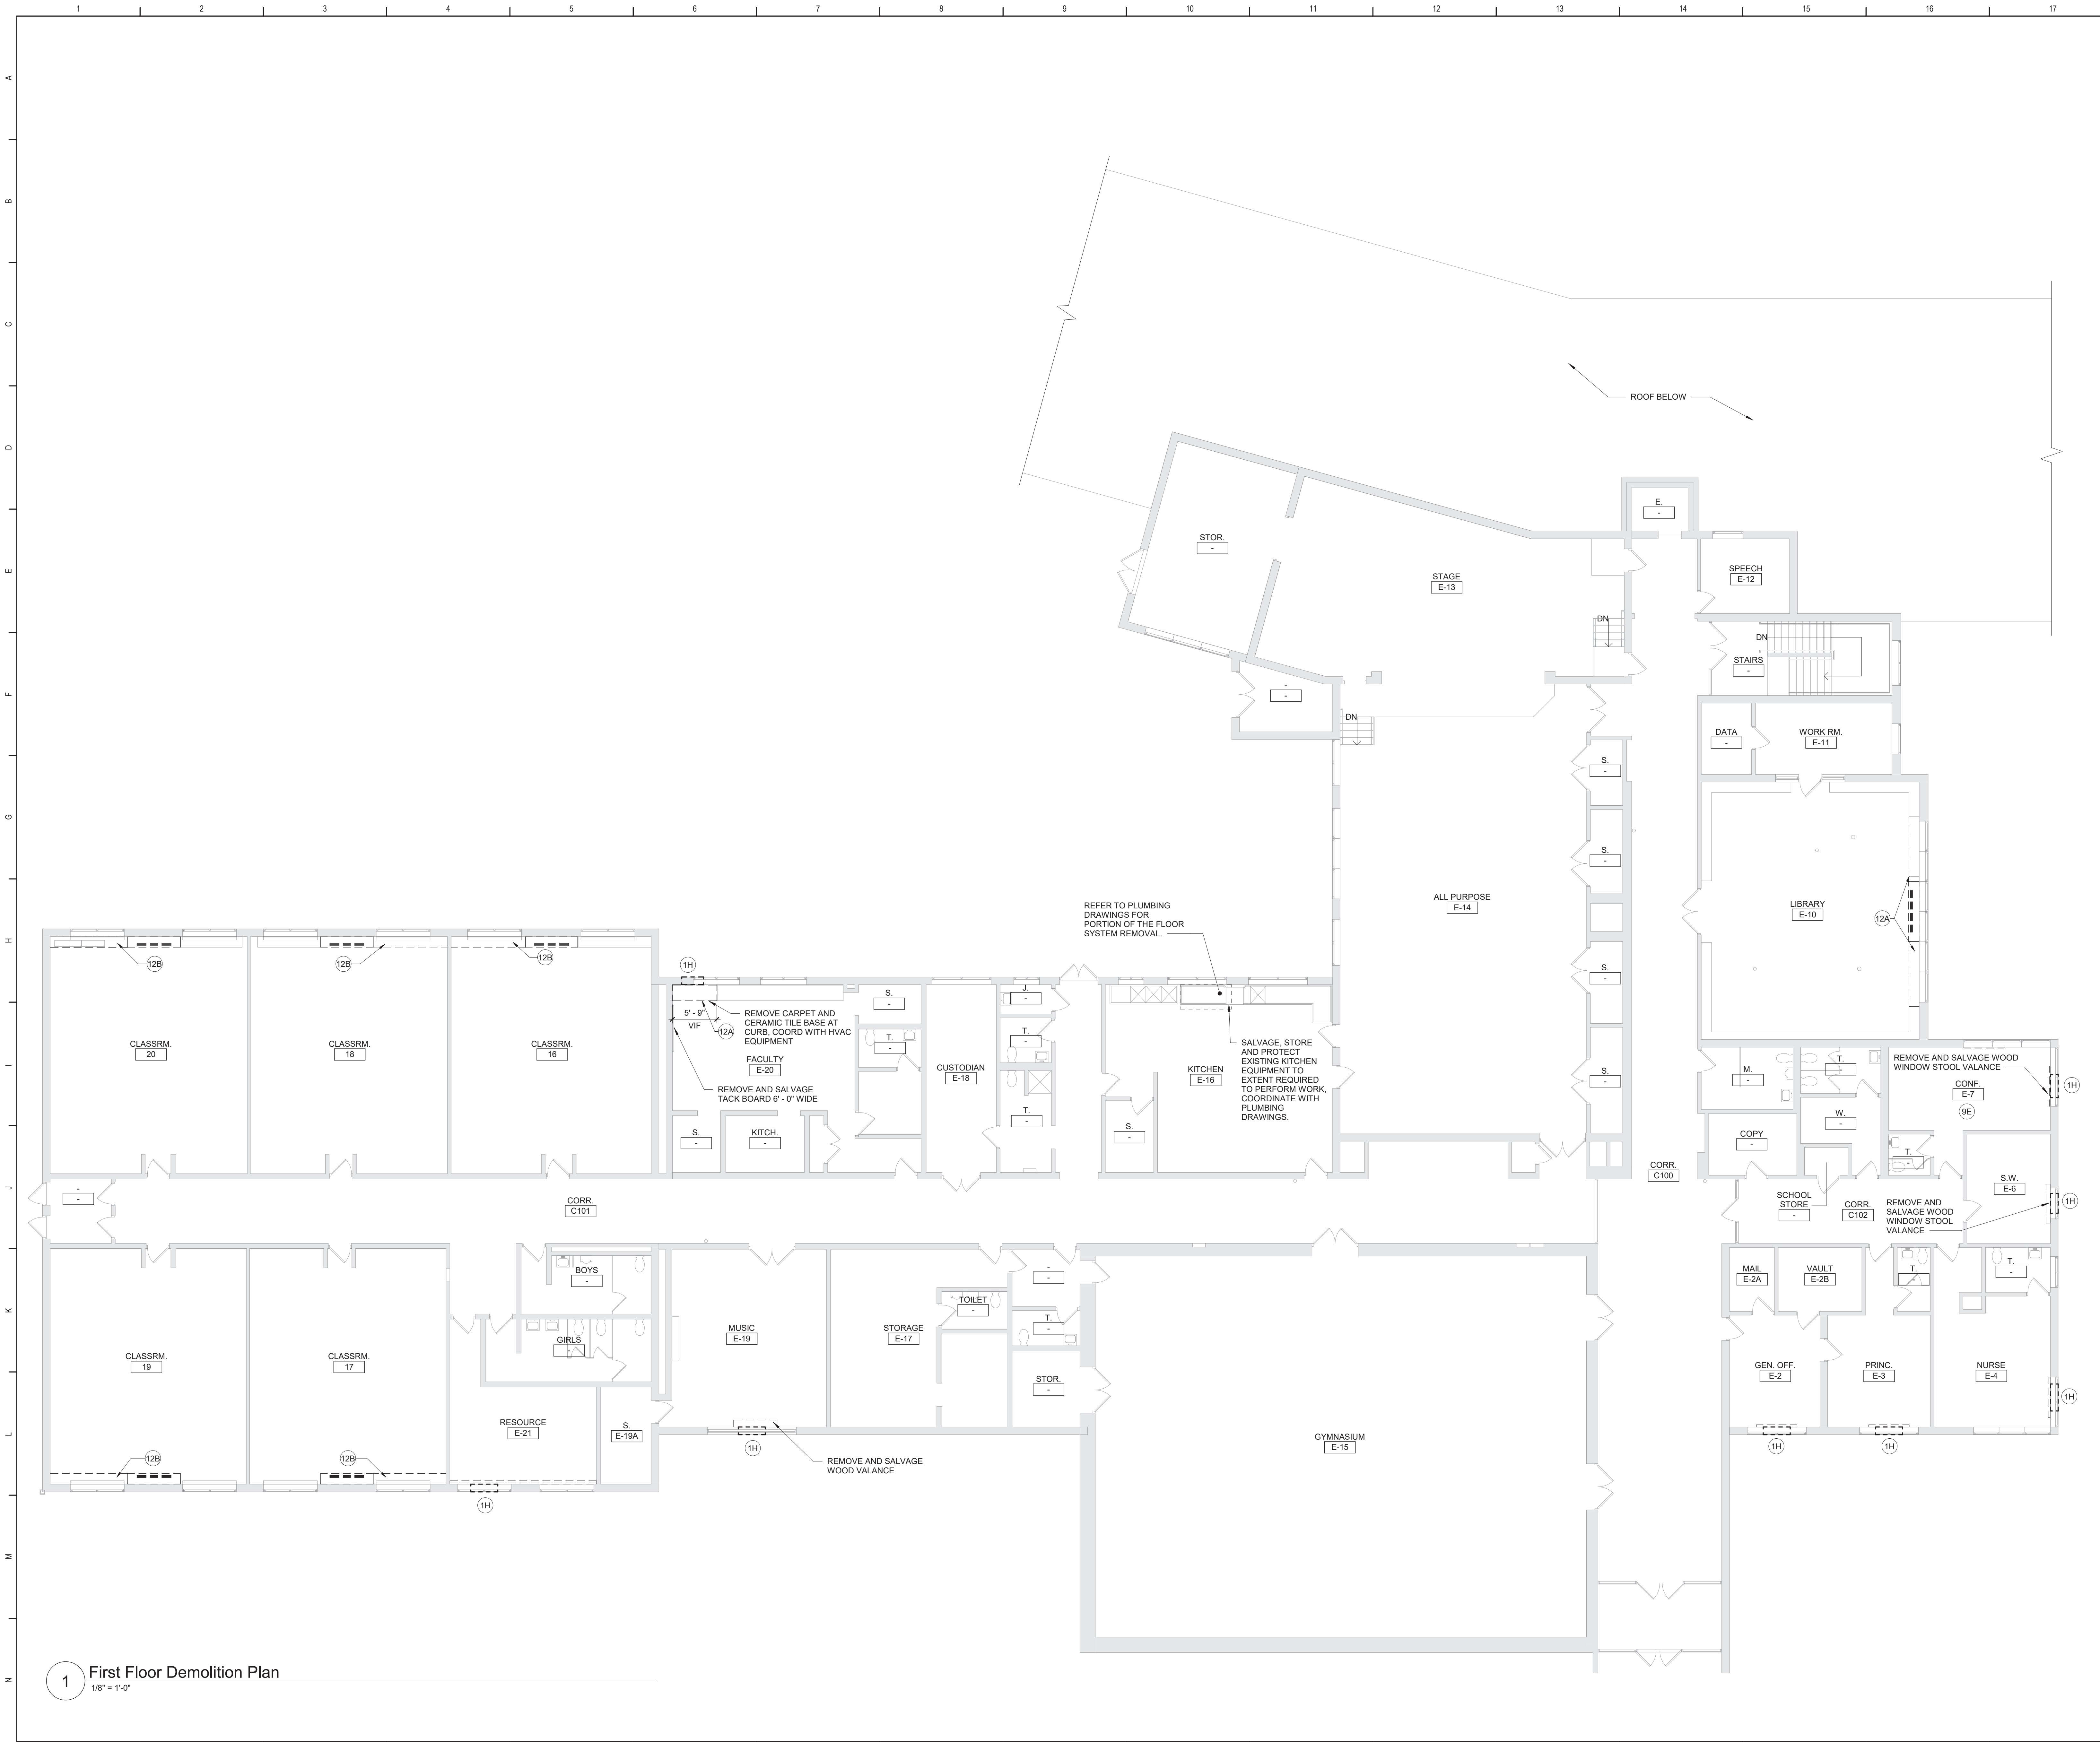 1 2 3 4 5 6 7 8 9 10 11 12 13 14 15 16 17
A
B
C
D
E
F
G
H
I
J
K
L
M
N
ROOF BELOW
E.
-
STOR.
-
SPEECH
E-12
STAGE
E-13
DN
DN
STAIRS
-
-
-
DN
DATA
-
WORK RM.
E-11
S.
-
S.
-
ALL PURPOSE
E-14
LIBRARY
E-10
12A
REFER TO PLUMBING
DRAWINGS FOR
PORTION OF THE FLOOR
SYSTEM REMOVAL.
12B
12B
12B
1H
S.
-
5' - 9"
VIF
12A
REMOVE CARPET AND
CERAMIC TILE BASE AT
CURB, COORD WITH HVAC
EQUIPMENT
S.
-
J.
-
CLASSRM.
20
CLASSRM.
18
CLASSRM.
16
FACULTY
E-20
T.
-
CUSTODIAN
E-18
T.
-
KITCHEN
E-16
SALVAGE, STORE
AND PROTECT
EXISTING KITCHEN
EQUIPMENT TO
EXTENT REQUIRED
TO PERFORM WORK,
COORDINATE WITH
PLUMBING
DRAWINGS.
S.
-
M.
-
T.
-
REMOVE AND SALVAGE WOOD
WINDOW STOOL VALANCE
1H
CONF.
E-7
9E
REMOVE AND SALVAGE
TACK BOARD 6' - 0" WIDE
S.
-
KITCH.
-
T.
-
S.
-
COPY
-
W.
-
T.
-
-
-
CORR.
C101
CORR.
C100
SCHOOL
STORE
-
CORR.
C102
S.W.
E-6
REMOVE AND
SALVAGE WOOD
WINDOW STOOL
VALANCE
1H
BOYS
-
-
-
MAIL
E-2A
VAULT
E-2B
T.
-
T.
-
TOILET
-
CLASSRM.
19
CLASSRM.
17
GIRLS
-
MUSIC
E-19
STORAGE
E-17
T.
-
STOR.
-
GEN. OFF.
E-2
PRINC.
E-3
NURSE
E-4
1H
RESOURCE
E-21
S.
E-19A
GYMNASIUM
E-15
1H
1H
1H
12B
12B
REMOVE AND SALVAGE
WOOD VALANCE
1H
1
First Floor Demolition Plan
1/8" = 1'-0"